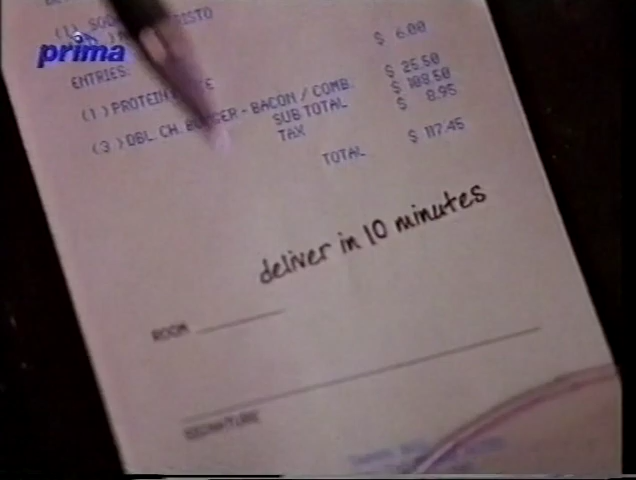 prima
$ 6.00
ENTRIES:
(1) PROTEIN $ 25.50
(3) DBL. CH. BURGER - BACON / COMB. $ 108.50
SUB TOTAL $ 8.95
TAX
TOTAL $ 117.45
deliver in 10 minutes
ROOM
SIGNATURE